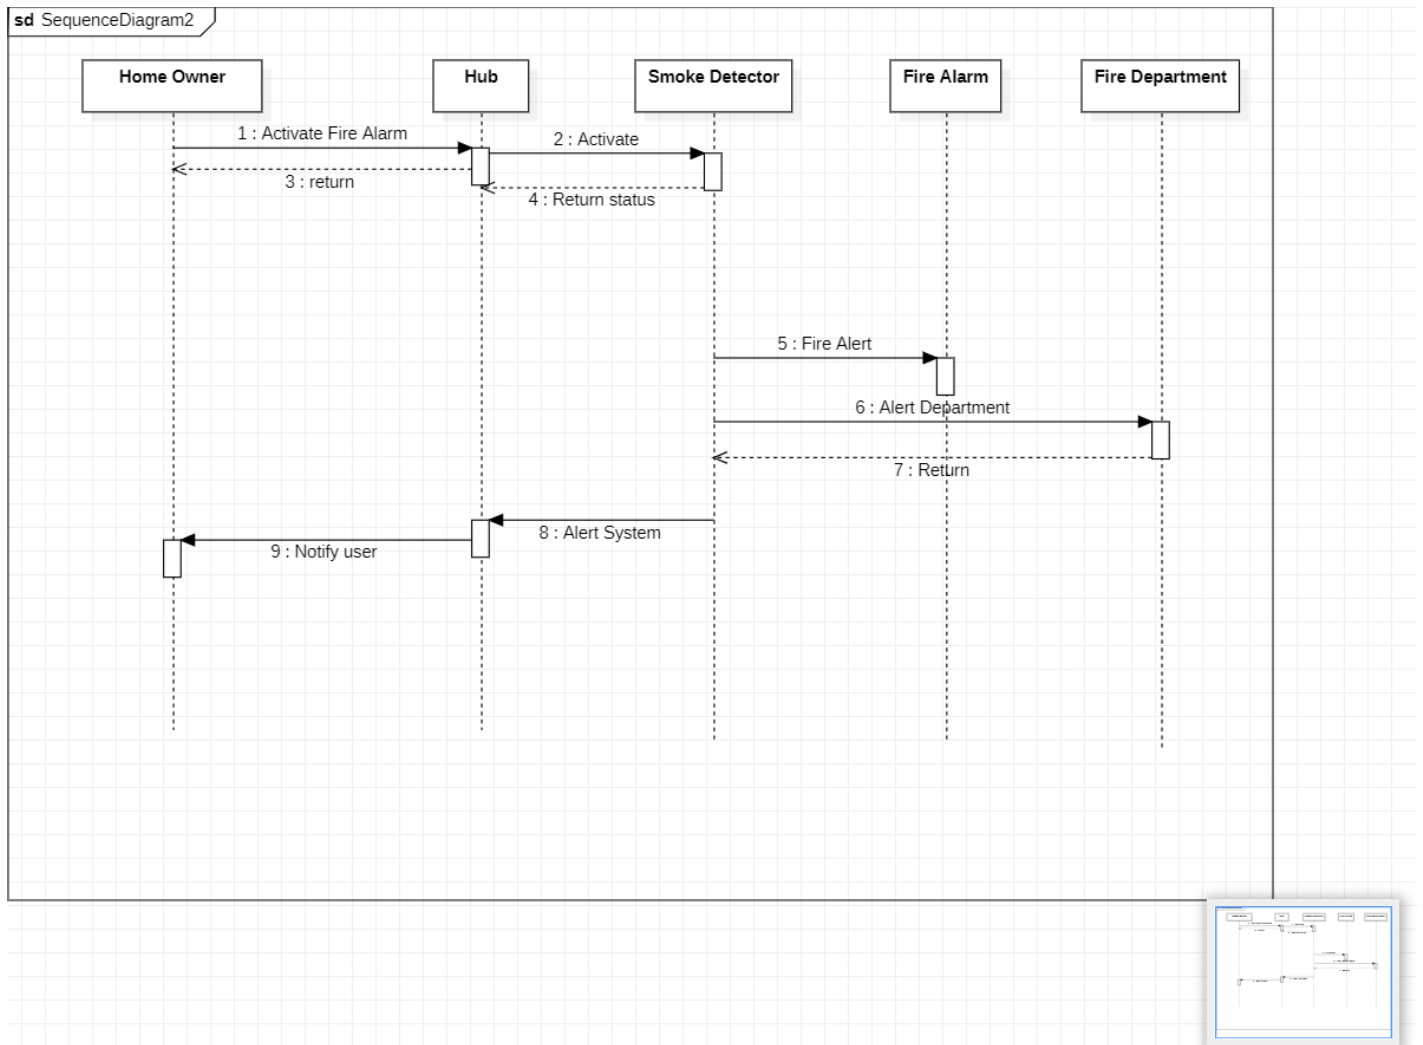 sd SequenceDiagram2
Home Owner
Hub
Smoke Detector
Fire Alarm
Fire Department
1 : Activate Fire Alarm
2 : Activate
3 : return
4 : Return status
5 : Fire Alert
6 : Alert Department
7 : Return
8 : Alert System
9 : Notify user